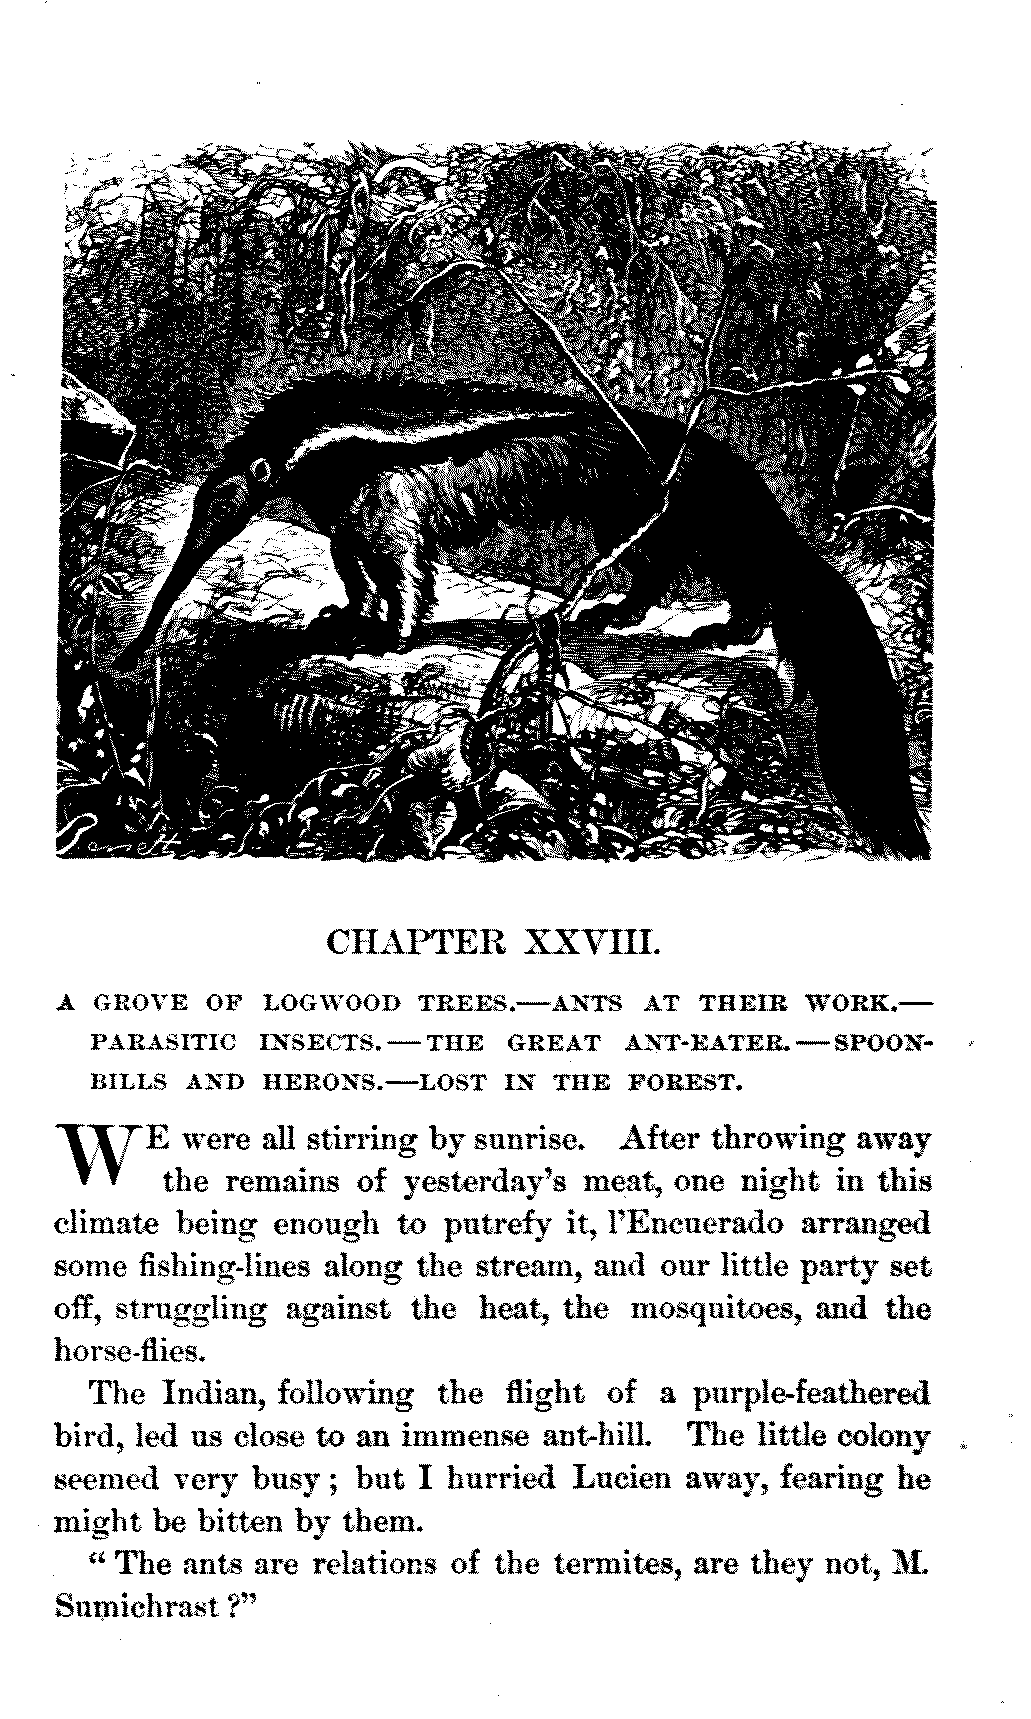 CHAPTER XXVIII.
A GROVE OF LOGWOOD TREES.—ANTS AT THEIR WORK.—
PARASITIC INSECTS.—THE GREAT ANT-EATER.—SPOON-
BILLS AND HERONS.—LOST IN THE FOREST.
WE were all stirring by sunrise. After throwing away
the remains of yesterday's meat, one night in this
climate being enough to putrefy it, l'Encuerado arranged
some fishing-lines along the stream, and our little party set
off, struggling against the heat, the mosquitoes, and the
horse-flies.
The Indian, following the flight of a purple-feathered
bird, led us close to an immense ant-hill. The little colony
seemed very busy; but I hurried Lucien away, fearing he
might be bitten by them.
"The ants are relations of the termites, are they not, M.
Sumichrast?"